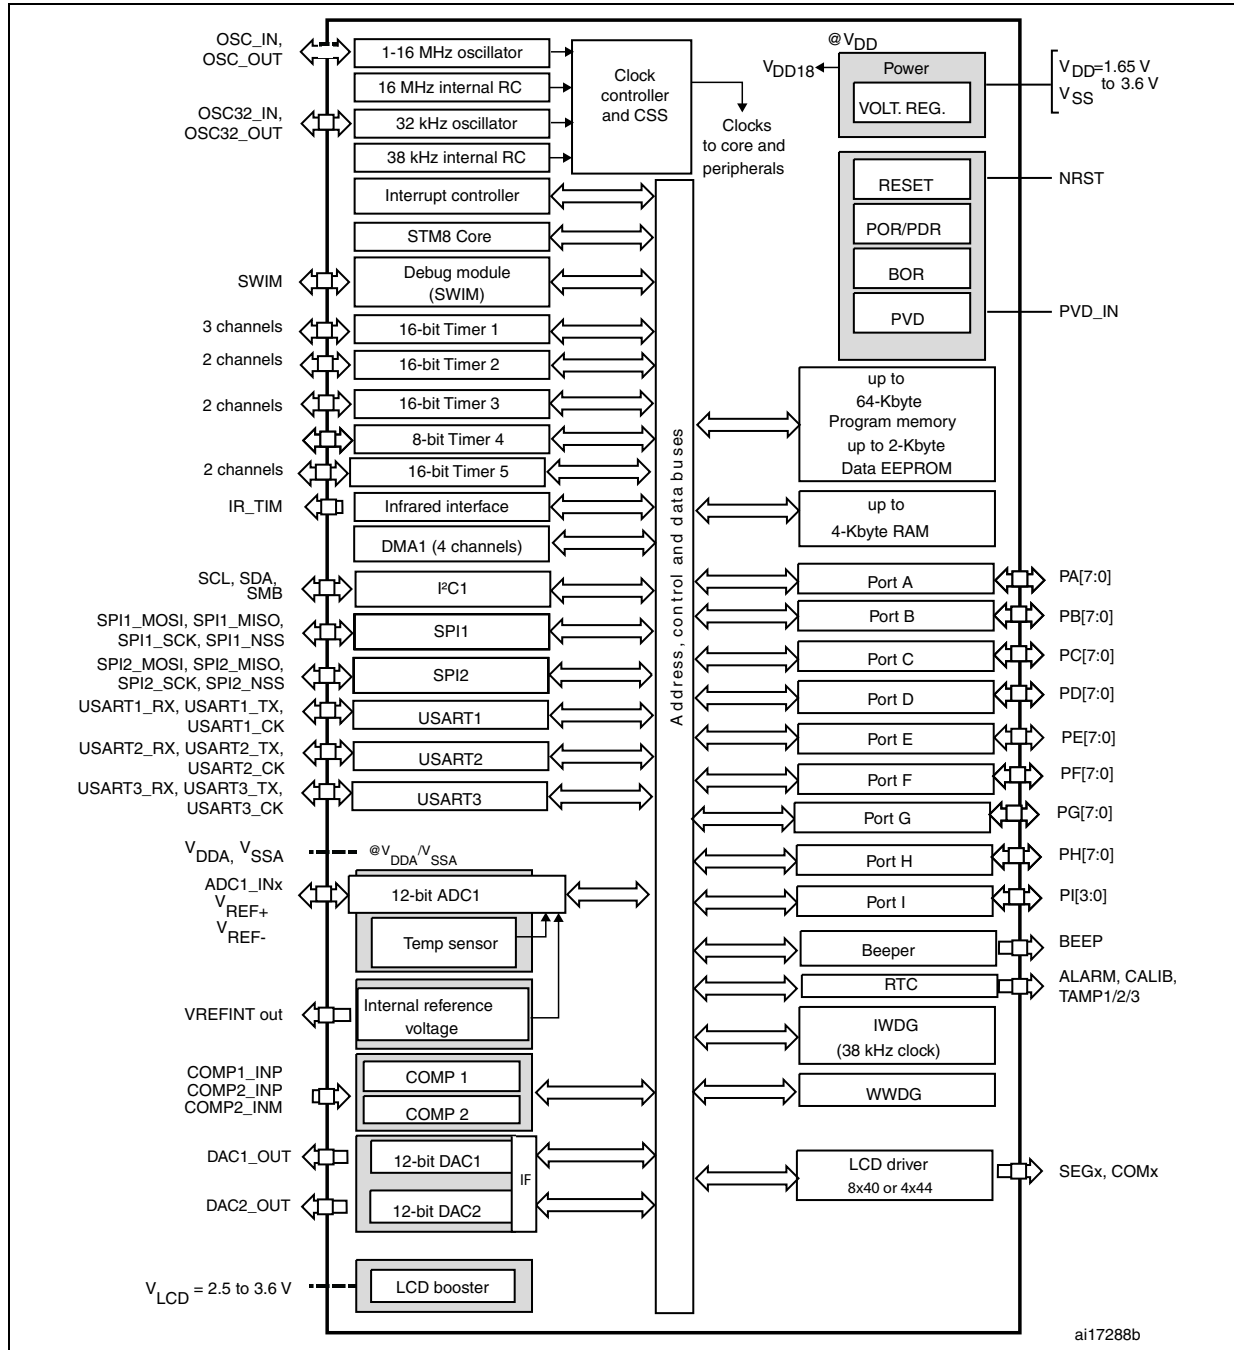 OSC_IN,
OSC_OUT
1-16 MHz oscillator
16 MHz internal RC
OSC32_IN,
OSC32_OUT
32 kHz oscillator
38 kHz internal RC
Clock
controller
and CSS
Clocks
to core and
peripherals
@VDD
VDD18
Power
VOLT. REG.
VDD=1.65 V
to 3.6 V
VSS
RESET
NRST
POR/PDR
BOR
PVD
PVD_IN
Interrupt controller
STM8 Core
SWIM
Debug module
(SWIM)
3 channels
16-bit Timer 1
2 channels
16-bit Timer 2
2 channels
16-bit Timer 3
8-bit Timer 4
2 channels
16-bit Timer 5
IR_TIM
Infrared interface
DMA1 (4 channels)
SCL, SDA,
SMB
I²C1
SPI1_MOSI, SPI1_MISO,
SPI1_SCK, SPI1_NSS
SPI1
SPI2_MOSI, SPI2_MISO,
SPI2_SCK, SPI2_NSS
SPI2
USART1_RX, USART1_TX,
USART1_CK
USART1
USART2_RX, USART2_TX,
USART2_CK
USART2
USART3_RX, USART3_TX,
USART3_CK
USART3
VDDA, VSSA
@VDDA/VSSA
ADC1_INx
VREF+
VREF-
12-bit ADC1
Temp sensor
VREFINT out
Internal reference
voltage
COMP1_INP
COMP2_INP
COMP2_INM
COMP 1
COMP 2
DAC1_OUT
12-bit DAC1
IF
DAC2_OUT
12-bit DAC2
VLCD = 2.5 to 3.6 V
LCD booster
Address, control and data buses
up to
64-Kbyte
Program memory
up to 2-Kbyte
Data EEPROM
up to
4-Kbyte RAM
Port A
PA[7:0]
Port B
PB[7:0]
Port C
PC[7:0]
Port D
PD[7:0]
Port E
PE[7:0]
Port F
PF[7:0]
Port G
PG[7:0]
Port H
PH[7:0]
Port I
PI[3:0]
Beeper
BEEP
RTC
ALARM, CALIB,
TAMP1/2/3
IWDG
(38 kHz clock)
WWDG
LCD driver
8x40 or 4x44
SEGx, COMx
ai17288b